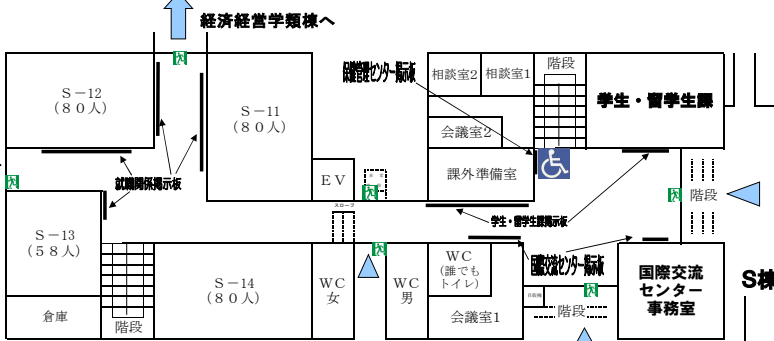 経済経営学類棟へ
保健管理センター掲示板
相談室2
相談室1
階段
S－12
（80人）
S－11
（80人）
学生・留学生課
会議室2
課外準備室
EV
就職関係掲示板
スロープ
学生・留学生課掲示板
階段
S－13
（58人）
国際交流センター掲示板
WC
（誰でも
トイレ）
S－14
（80人）
WC
女
WC
男
国際交流
センター
事務室
S棟
倉庫
階段
会議室1
階段